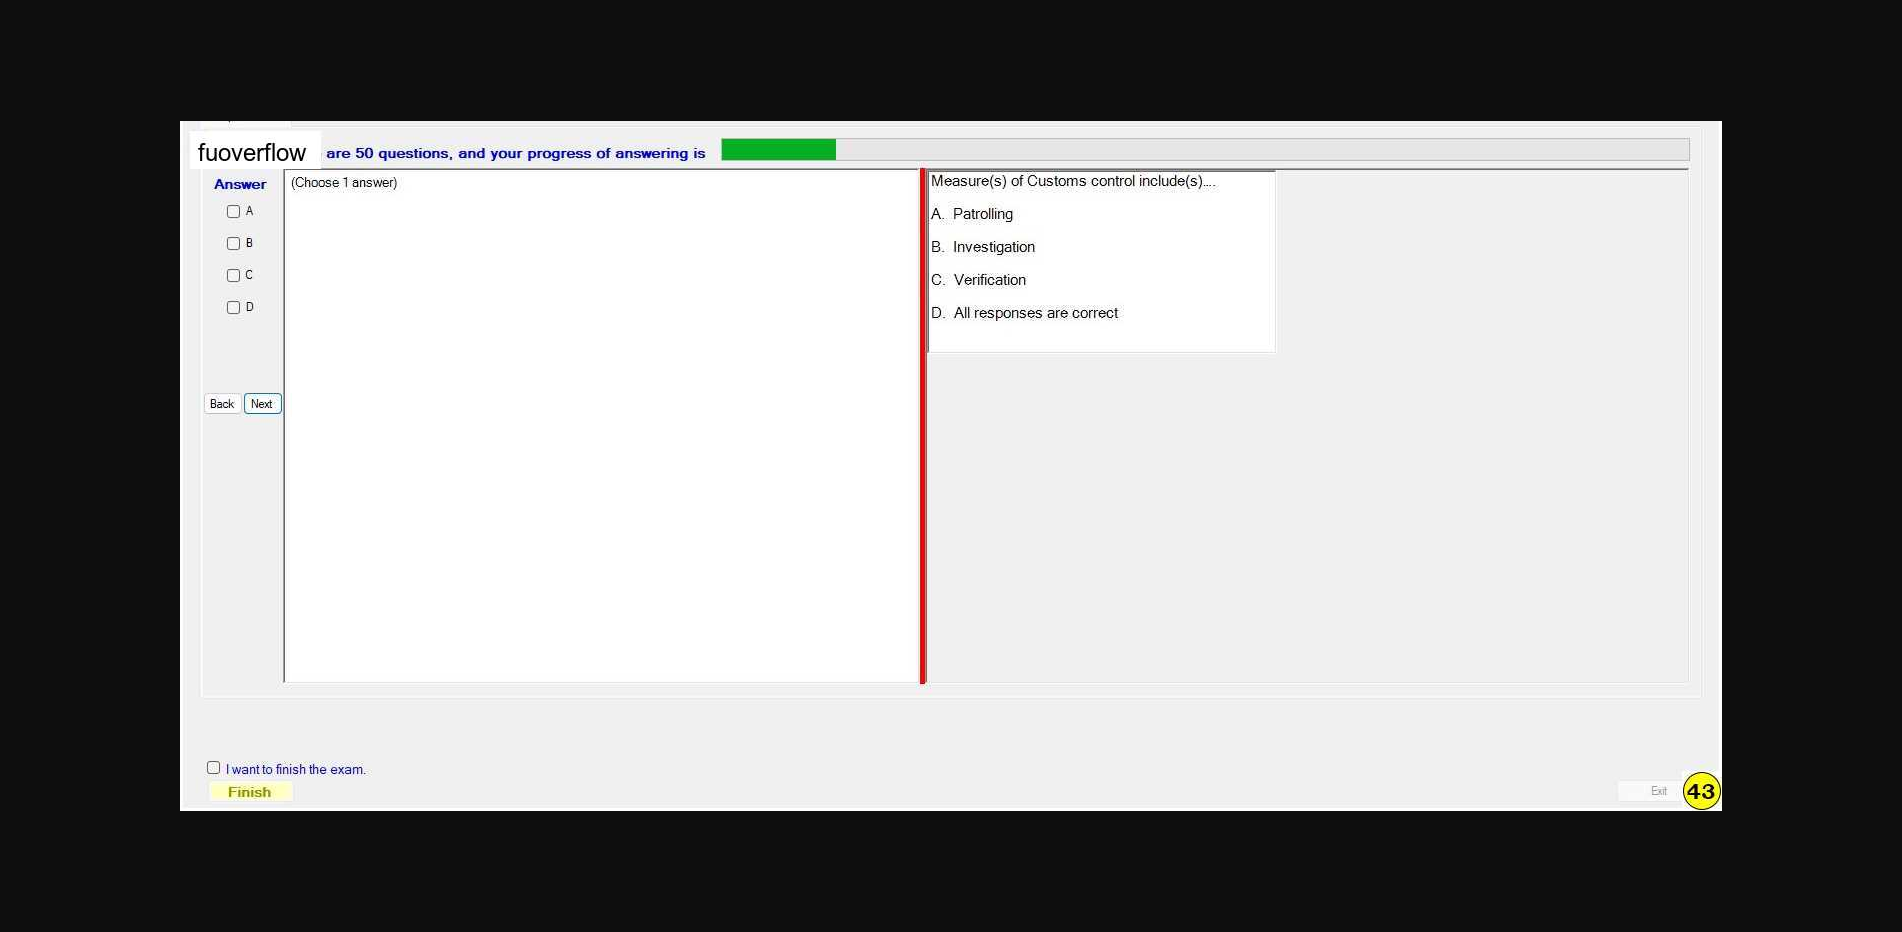 fuoverflow are 50 questions, and your progress of answering is
Answer
A
B
C
D
Back Next
(Choose 1 answer)
Measure(s) of Customs control include(s)....
A. Patrolling
B. Investigation
C. Verification
D. All responses are correct
I want to finish the exam.
Finish
Exit
43